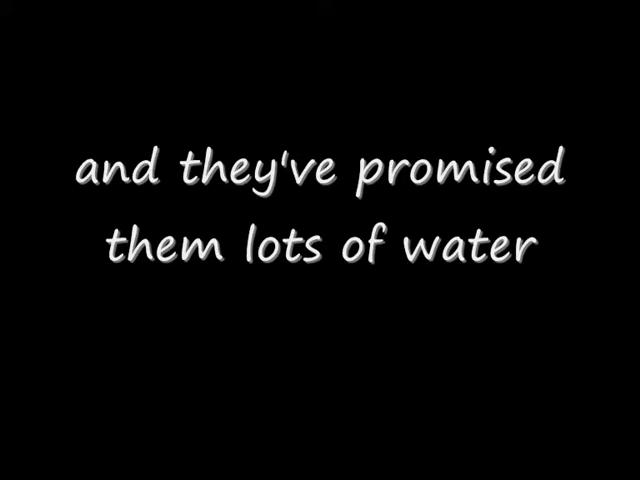 and they've promised
them lots of water